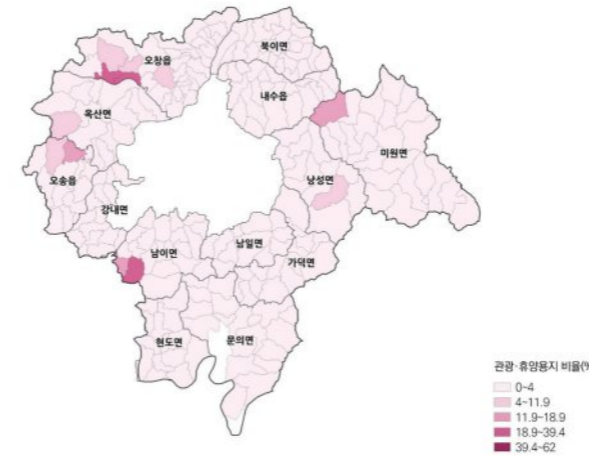 북이면
오창읍
내수읍
옥산면
미원면
낭성면
오송읍
강내면
남이면
남일면
가덕면
현도면
문의면
관광·휴양용지 비율(%
0~4
4~11.9
11.9~18.9
18.9~39.4
39.4~62